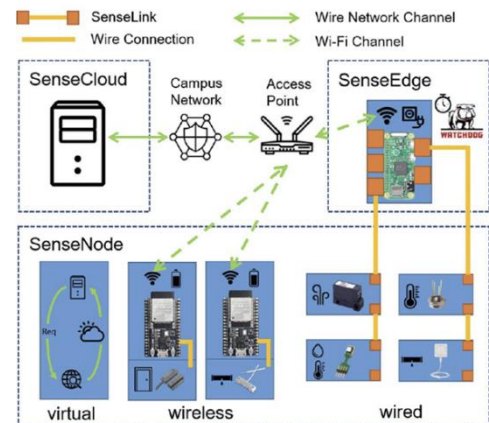 SenseLink
Wire Network Channel
Wire Connection
Wi-Fi Channel
SenseCloud
Campus
Network
Access
Point
SenseEdge
WATCHDOG
SenseNode
Req
virtual
wireless
wired